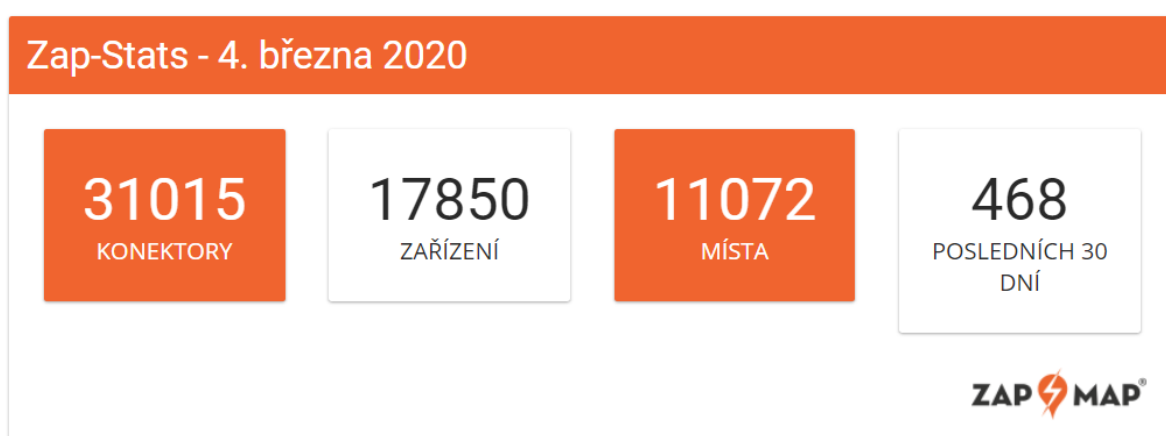 Zap-Stats - 4. března 2020
31015
KONEKTORY
17850
ZAŘÍZENÍ
11072
MÍSTA
468
POSLEDNÍCH 30
DNÍ
ZAP MAP®